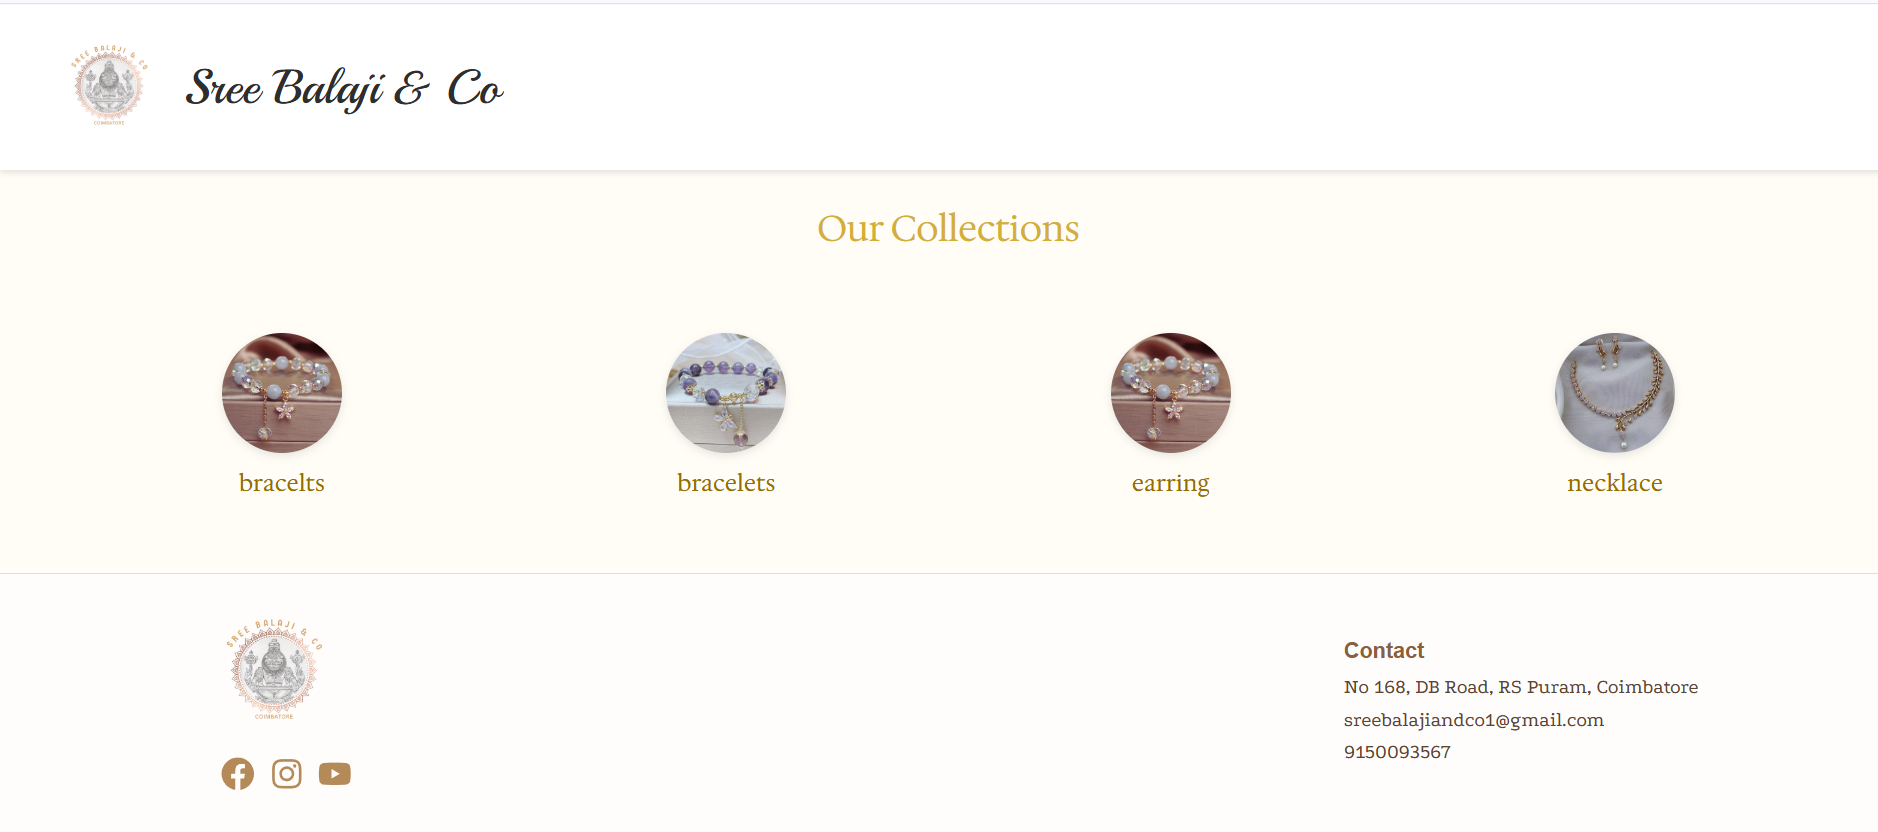 SREE BALAJI & CO
COIMBATORE
Sree Balaji & Co
Our Collections
bracelts
bracelets
earring
necklace
SREE BALAJI & CO
COIMBATORE
Contact
No 168, DB Road, RS Puram, Coimbatore
sreebalajiandco1@gmail.com
9150093567